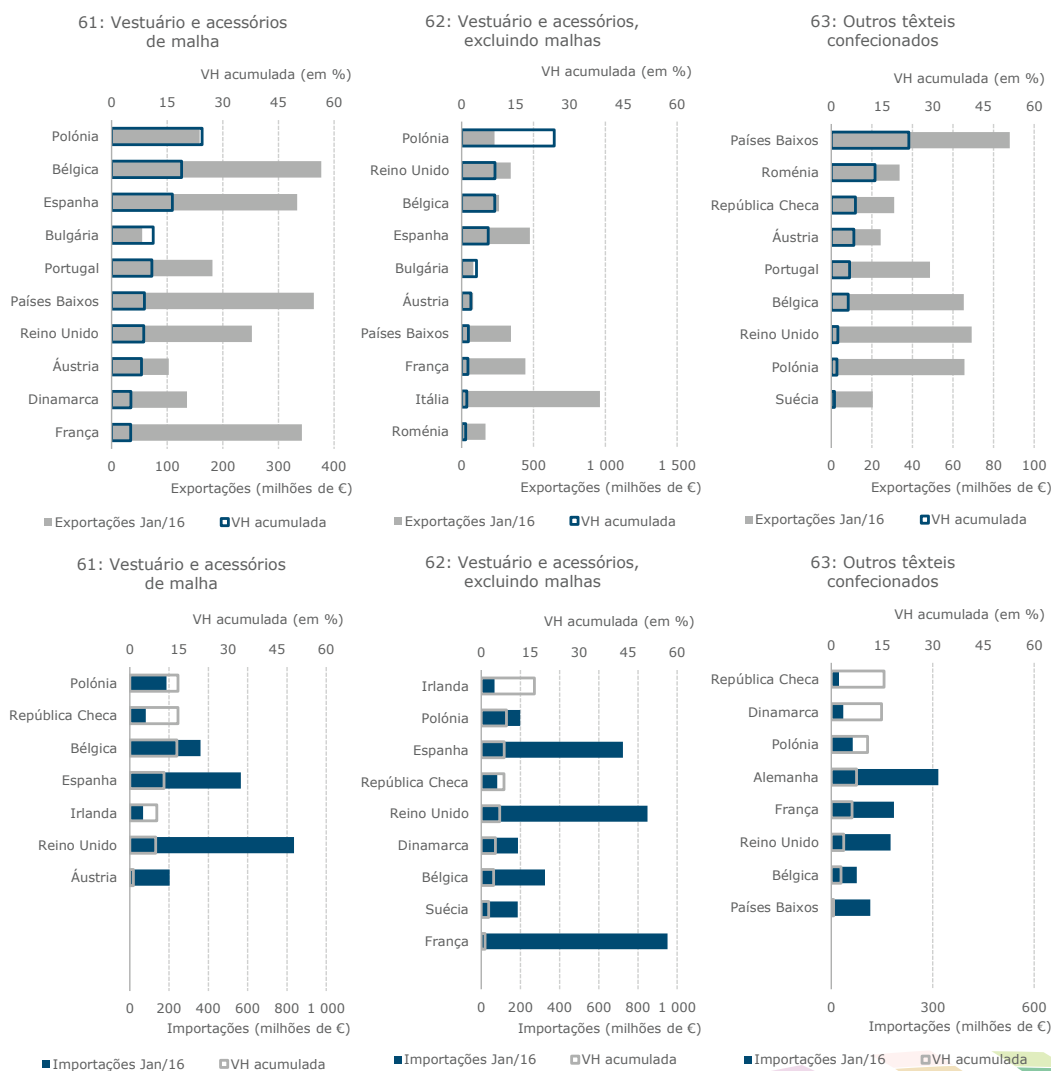 61: Vestuário e acessórios
de malha
VH acumulada (em %)
0 15 30 45 60
Polónia
Bélgica
Espanha
Bulgária
Portugal
Países Baixos
Reino Unido
Áustria
Dinamarca
França
0 100 200 300 400
Exportações (milhões de €)
Exportações Jan/16 VH acumulada
62: Vestuário e acessórios,
excluindo malhas
VH acumulada (em %)
0 15 30 45 60
Polónia
Reino Unido
Bélgica
Espanha
Bulgária
Áustria
Países Baixos
França
Itália
Roménia
0 500 1 000 1 500
Exportações (milhões de €)
Exportações Jan/16 VH acumulada
63: Outros têxteis
confecionados
VH acumulada (em %)
0 15 30 45 60
Países Baixos
Roménia
República Checa
Áustria
Portugal
Bélgica
Reino Unido
Polónia
Suécia
0 20 40 60 80 100
Exportações (milhões de €)
Exportações Jan/16 VH acumulada
61: Vestuário e acessórios
de malha
VH acumulada (em %)
0 15 30 45 60
Polónia
República Checa
Bélgica
Espanha
Irlanda
Reino Unido
Áustria
0 200 400 600 800 1 000
Importações (milhões de €)
Importações Jan/16 VH acumulada
62: Vestuário e acessórios,
excluindo malhas
VH acumulada (em %)
0 15 30 45 60
Irlanda
Polónia
Espanha
República Checa
Reino Unido
Dinamarca
Bélgica
Suécia
França
0 200 400 600 800 1 000
Importações (milhões de €)
Importações Jan/16 VH acumulada
63: Outros têxteis
confecionados
VH acumulada (em %)
0 15 30 45 60
República Checa
Dinamarca
Polónia
Alemanha
França
Reino Unido
Bélgica
Países Baixos
0 300 600
Importações (milhões de €)
Importações Jan/16 VH acumulada